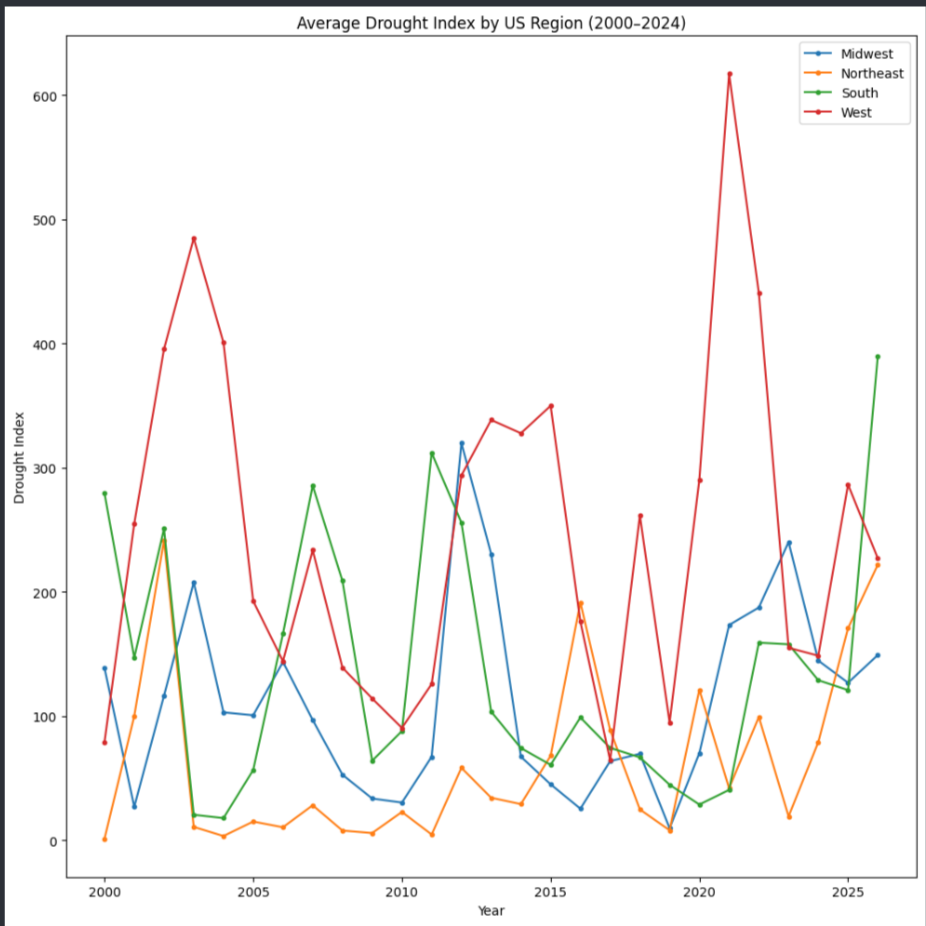 Average Drought Index by US Region (2000–2024)
Midwest
Northeast
South
West
600
500
400
300
200
100
0
Drought Index
2000
2005
2010
2015
2020
2025
Year